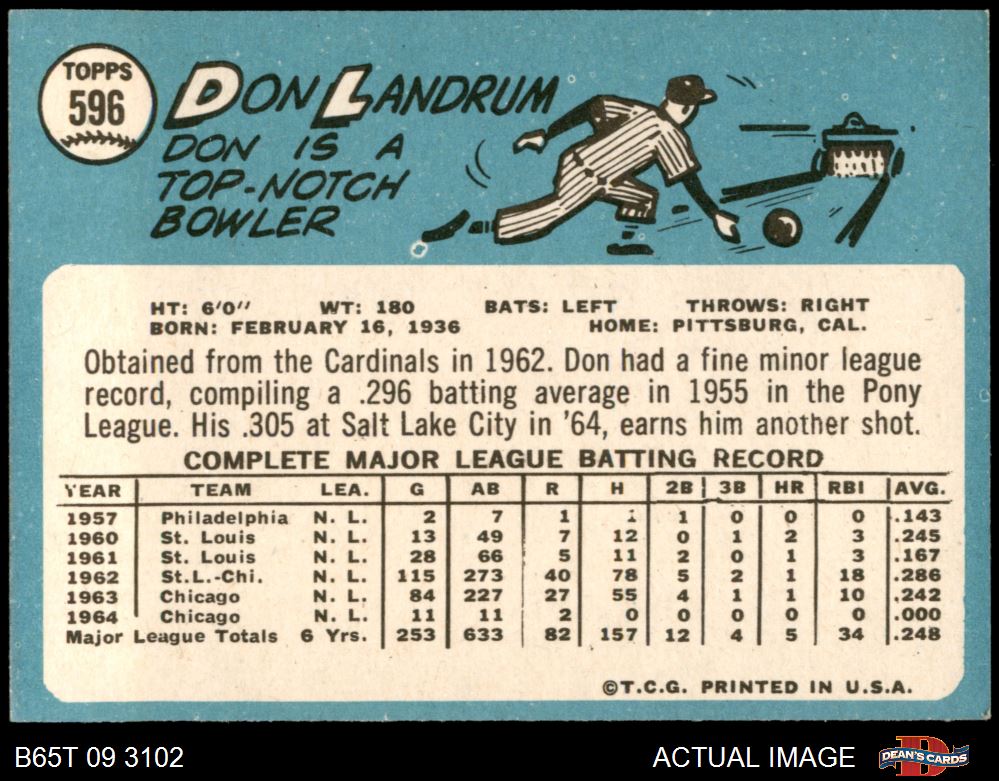 TOPPS
596
DON LANDRUM
DON IS A
TOP-NOTCH
BOWLER
HT: 6'0" WT: 180 BATS: LEFT THROWS: RIGHT
BORN: FEBRUARY 16, 1936 HOME: PITTSBURG, CAL.
Obtained from the Cardinals in 1962. Don had a fine minor league
record, compiling a .296 batting average in 1955 in the Pony
League. His .305 at Salt Lake City in '64, earns him another shot.
COMPLETE MAJOR LEAGUE BATTING RECORD
YEAR TEAM LEA. G AB R H 2B 3B HR RBI AVG.
1957 Philadelphia N. L. 2 7 1 1 1 0 0 0 .143
1960 St. Louis N. L. 13 49 7 12 0 1 2 3 .245
1961 St. Louis N. L. 28 66 5 11 2 0 1 3 .167
1962 St.L.-Chi. N. L. 115 273 40 78 5 2 1 18 .286
1963 Chicago N. L. 84 227 27 55 4 1 1 10 .242
1964 Chicago N. L. 11 11 2 0 0 0 0 0 .000
Major League Totals 6 Yrs. 253 633 82 157 12 4 5 34 .248
©T.C.G. PRINTED IN U.S.A.
B65T 09 3102 ACTUAL IMAGE DEAN'S CARDS